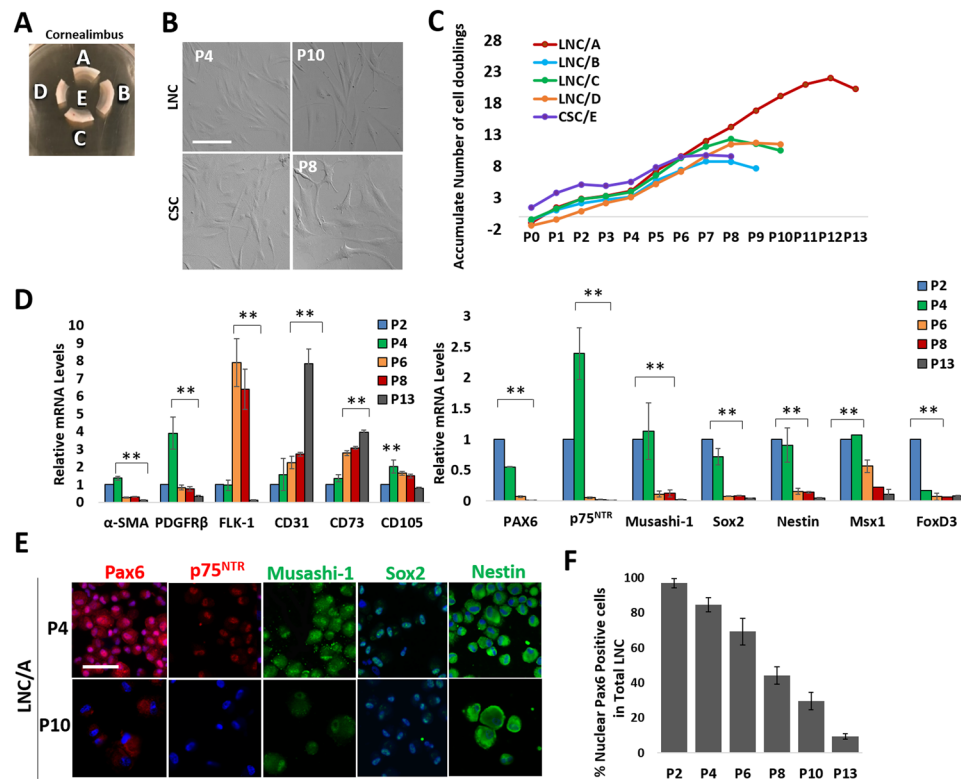 A
Cornealimbus
A
D
E
B
C
B
P4
P10
LNC
P8
CSC
C
Accumulate Number of cell doublings
28
23
18
13
8
3
-2
LNC/A
LNC/B
LNC/C
LNC/D
CSC/E
P0 P1 P2 P3 P4 P5 P6 P7 P8 P9 P10 P11 P12 P13
D
Relative mRNA Levels
10
9
8
7
6
5
4
3
2
1
0
** ** ** ** ** **
P2
P4
P6
P8
P13
α-SMA PDGFRβ FLK-1 CD31 CD73 CD105
Relative mRNA Levels
3
2.5
2
1.5
1
0.5
0
** ** ** ** ** ** **
P2
P4
P6
P8
P13
PAX6 p75NTR Musashi-1 Sox2 Nestin Msx1 FoxD3
E
Pax6 p75NTR Musashi-1 Sox2 Nestin
LNC/A
P4
P10
F
% Nuclear Pax6 Positive cells
in Total LNC
100
80
60
40
20
0
P2 P4 P6 P8 P10 P13